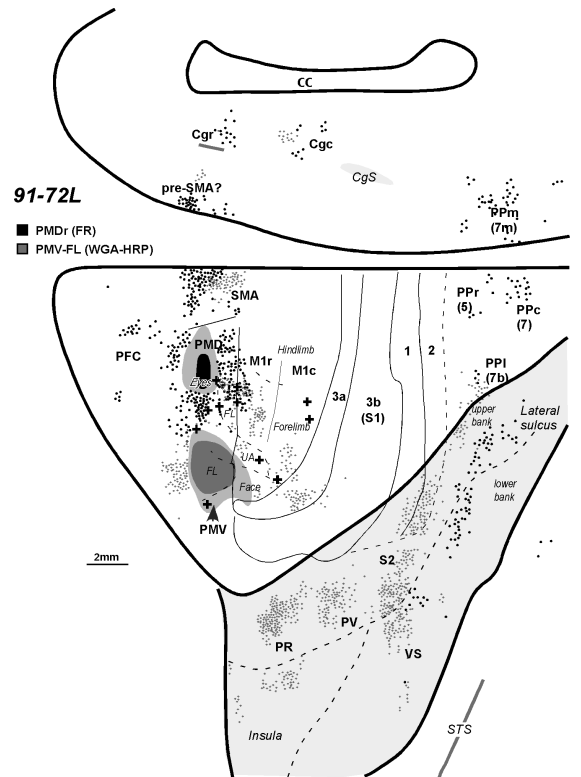 CC
Cgr
Cgc
CgS
pre-SMA?
91-72L
PMDr (FR)
PMV-FL (WGA-HRP)
PPm
(7m)
SMA
PPr
(5)
PPc
(7)
PFC
PMD
M1r
Hindlimb
M1c
1
2
PPl
(7b)
Eyes
3a
3b
(S1)
upper
bank
Lateral
sulcus
FL
Forelimb
UA
FL
Face
lower
bank
PMV
2mm
S2
PV
PR
VS
Insula
STS